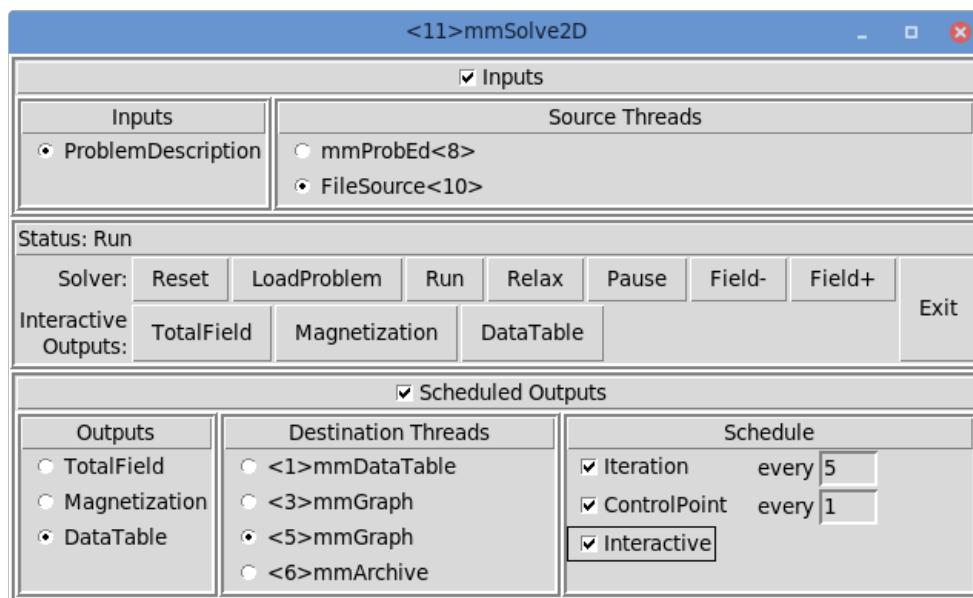 <11>mmSolve2D
Inputs
Inputs
Source Threads
ProblemDescription
mmProbEd<8>
FileSource<10>
Status: Run
Solver: Reset LoadProblem Run Relax Pause Field- Field+
Exit
Interactive Outputs: TotalField Magnetization DataTable
Scheduled Outputs
Outputs
TotalField
Magnetization
DataTable
Destination Threads
<1>mmDataTable
<3>mmGraph
<5>mmGraph
<6>mmArchive
Schedule
Iteration every 5
ControlPoint every 1
Interactive